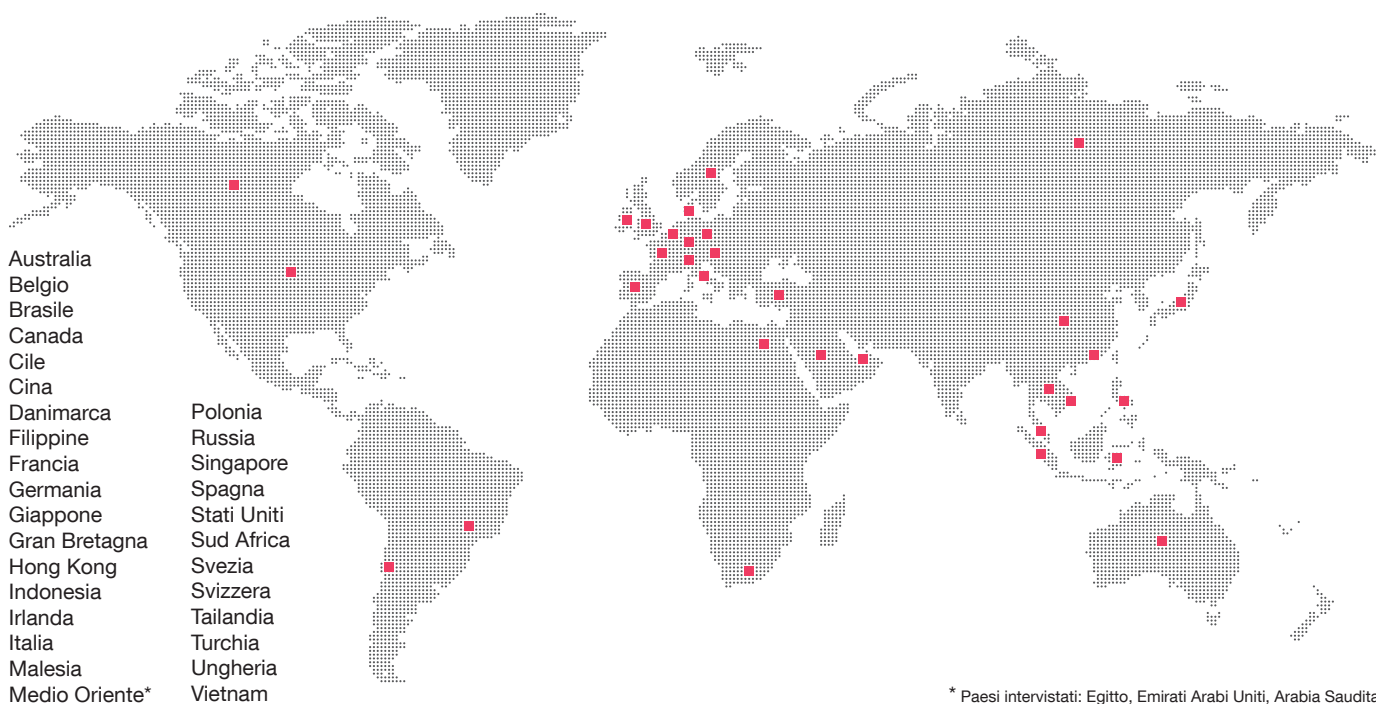 Australia
Belgio
Brasile
Canada
Cile
Cina
Danimarca
Filippine
Francia
Germania
Giappone
Gran Bretagna
Hong Kong
Indonesia
Irlanda
Italia
Malesia
Medio Oriente*
Polonia
Russia
Singapore
Spagna
Stati Uniti
Sud Africa
Svezia
Svizzera
Tailandia
Turchia
Ungheria
Vietnam
* Paesi intervistati: Egitto, Emirati Arabi Uniti, Arabia Saudita